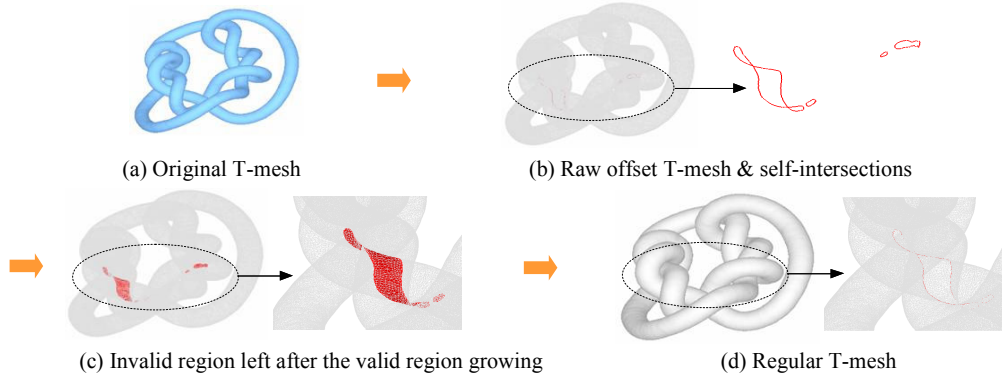 (a) Original T-mesh
(b) Raw offset T-mesh & self-intersections
(c) Invalid region left after the valid region growing
(d) Regular T-mesh